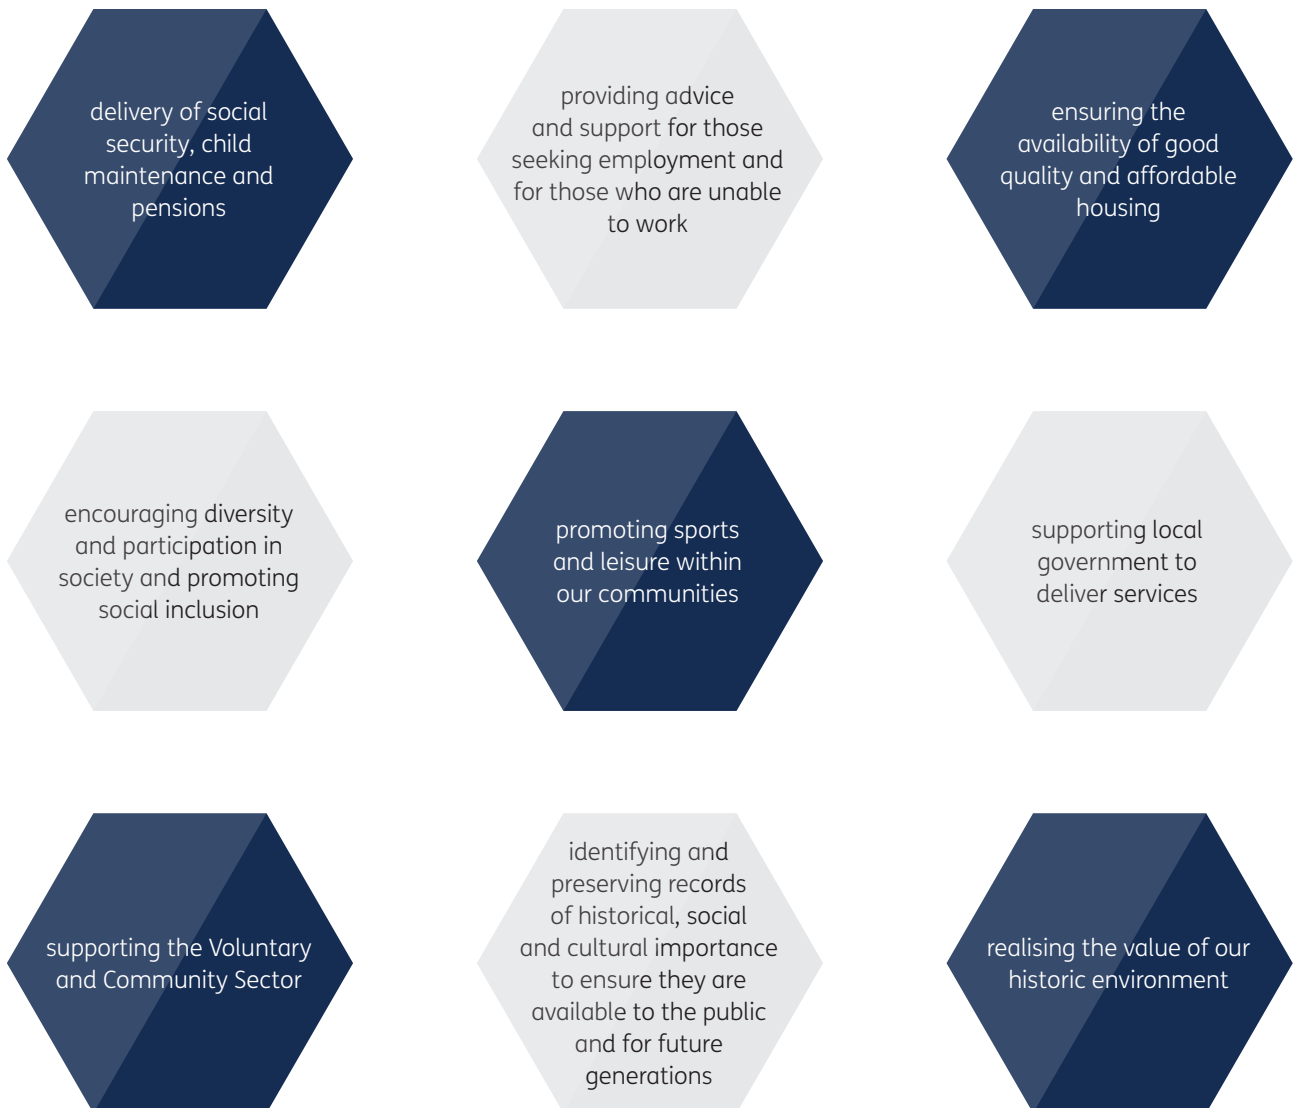 delivery of social
security, child
maintenance and
pensions
providing advice
and support for those
seeking employment and
for those who are unable
to work
ensuring the
availability of good
quality and affordable
housing
encouraging diversity
and participation in
society and promoting
social inclusion
promoting sports
and leisure within
our communities
supporting local
government to
deliver services
supporting the Voluntary
and Community Sector
identifying and
preserving records
of historical, social
and cultural importance
to ensure they are
available to the public
and for future
generations
realising the value of our
historic environment